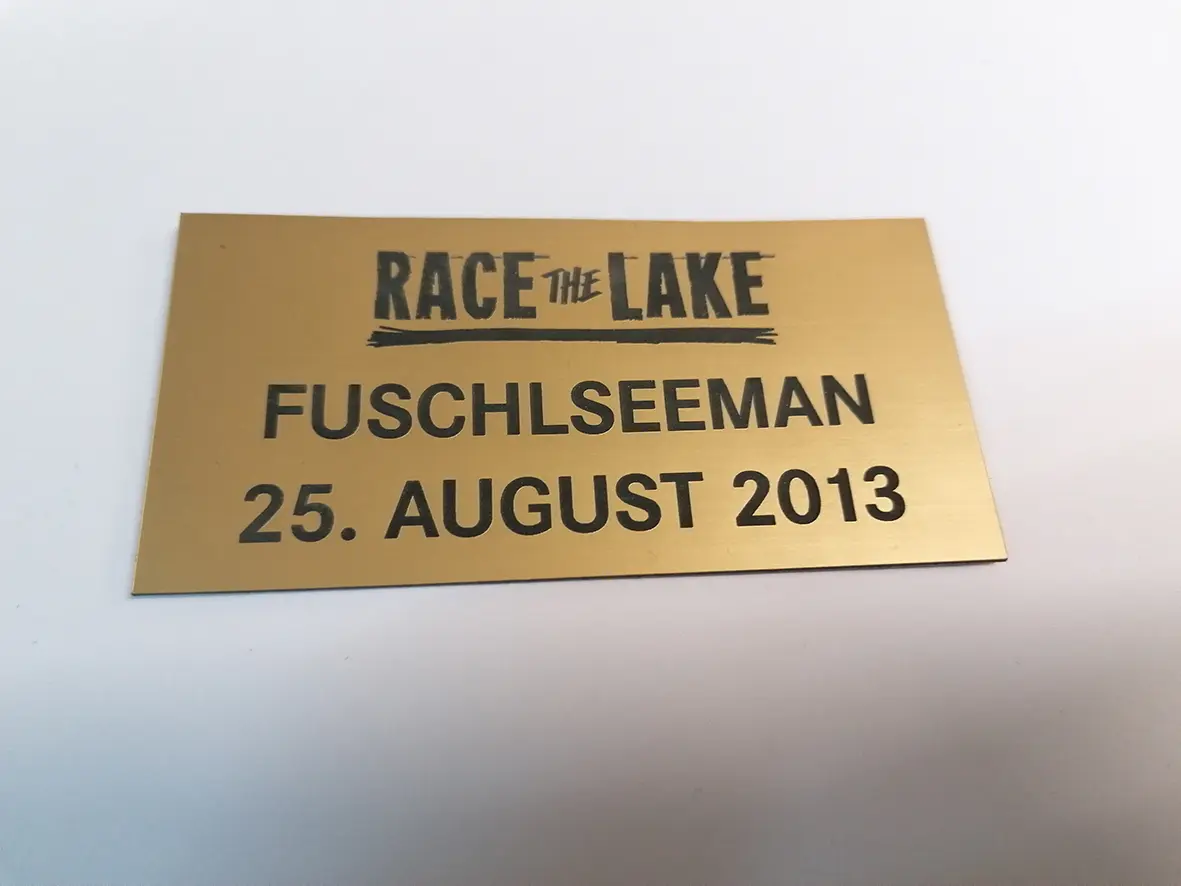 RACE THE LAKE
FUSCHLSEEMAN
25. AUGUST 2013